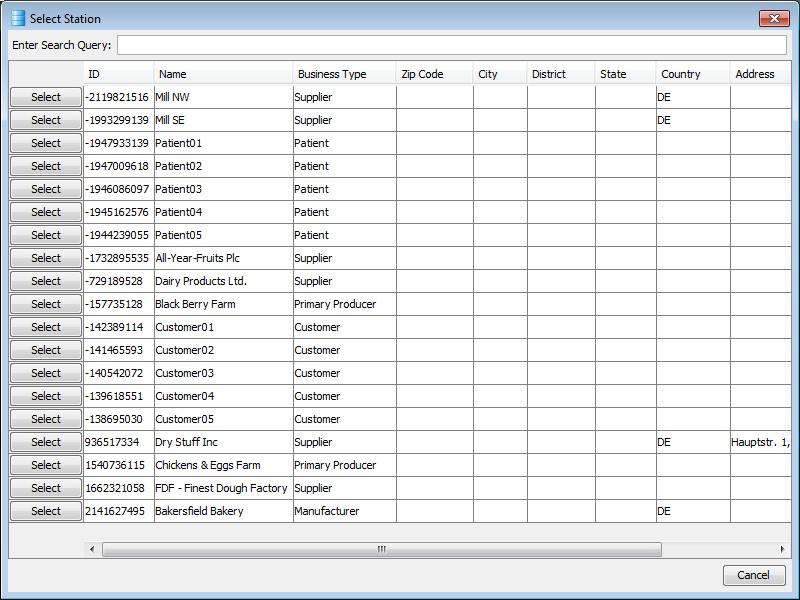 Select Station
Enter Search Query:
ID Name Business Type Zip Code City District State Country Address
Select -2119821516 Mill NW Supplier DE
Select -1993299139 Mill SE Supplier DE
Select -1947933139 Patient01 Patient
Select -1947009618 Patient02 Patient
Select -1946086097 Patient03 Patient
Select -1945162576 Patient04 Patient
Select -1944239055 Patient05 Patient
Select -1732895535 All-Year-Fruits Plc Supplier
Select -729189528 Dairy Products Ltd. Supplier
Select -157735128 Black Berry Farm Primary Producer
Select -142389114 Customer01 Customer
Select -141465593 Customer02 Customer
Select -140542072 Customer03 Customer
Select -139618551 Customer04 Customer
Select -138695030 Customer05 Customer
Select 936517334 Dry Stuff Inc Supplier DE Hauptstr. 1,
Select 1540736115 Chickens & Eggs Farm Primary Producer
Select 1662321058 FDF - Finest Dough Factory Supplier
Select 2141627495 Bakersfield Bakery Manufacturer DE
Cancel